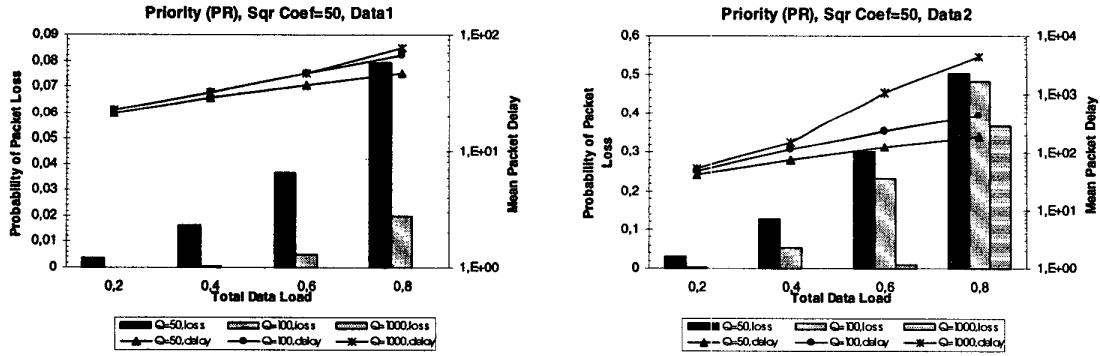 Priority (PR), Sqr Coef=50, Data1
Probability of Packet Loss
0,09
0,08
0,07
0,06
0,05
0,04
0,03
0,02
0,01
0
1,E+02
1,E+01
1,E+00
Mean Packet Delay
0,2 0,4 0,6 0,8
Total Data Load
Q=50,loss Q=100,loss Q=1000,loss
Q=50,delay Q=100,delay Q=1000,delay
Priority (PR), Sqr Coef=50, Data2
Probability of Packet
Loss
0,6
0,5
0,4
0,3
0,2
0,1
0
1,E+04
1,E+03
1,E+02
1,E+01
1,E+00
Mean Packet Delay
0,2 0,4 0,6 0,8
Total Data Load
Q=50,loss Q=100,loss Q=1000,loss
Q=50,delay Q=100,delay Q=1000,delay